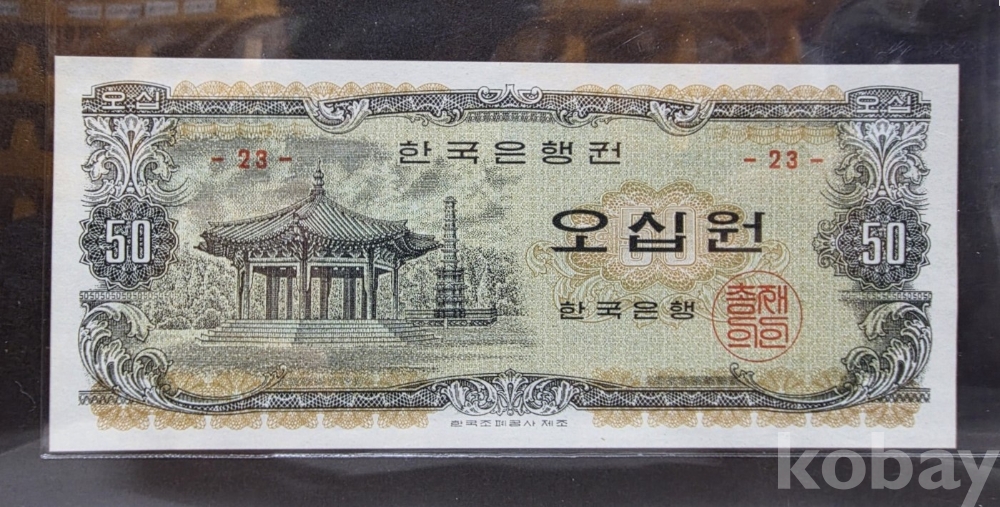 오십 오십
- 23 - 한국은행권 - 23 -
50 오십원 50 50
한국은행
총재의인
한국조폐공사 제조
kobay